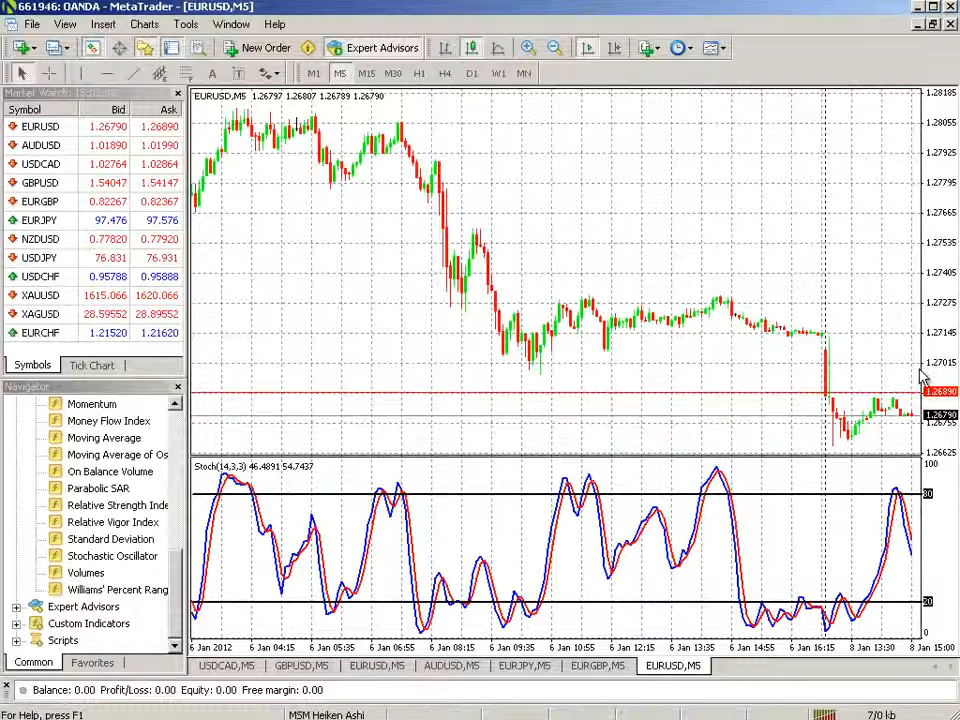 661946: OANDA - MetaTrader - [EURUSD,M5]
File View Insert Charts Tools Window Help
New Order Expert Advisors
A T M1 M5 M15 M30 H1 H4 D1 W1 MN
Symbol Bid Ask
EURUSD 1.26790 1.26890
AUDUSD 1.01890 1.01990
USDCAD 1.02764 1.02864
GBPUSD 1.54047 1.54147
EURGBP 0.82267 0.82367
EURJPY 97.476 97.576
NZDUSD 0.77820 0.77920
USDJPY 76.831 76.931
USDCHF 0.95788 0.95888
XAUUSD 1615.066 1620.066
XAGUSD 28.59552 28.89552
EURCHF 1.21520 1.21620
Symbols Tick Chart
Navigator
Momentum
Money Flow Index
Moving Average
Moving Average of Os
On Balance Volume
Parabolic SAR
Relative Strength Inde
Relative Vigor Index
Standard Deviation
Stochastic Oscillator
Volumes
Williams' Percent Rang
Expert Advisors
Custom Indicators
Scripts
Common Favorites
EURUSD,M5 1.26797 1.26807 1.26789 1.26790
1.28185
1.28055
1.27925
1.27795
1.27665
1.27535
1.27405
1.27275
1.27145
1.27015
1.26890
1.26790
1.26755
1.26625
Stoch(14,3,3) 46.4891 54.7437
100
80
20
0
6 Jan 2012 6 Jan 04:15 6 Jan 05:35 6 Jan 06:55 6 Jan 08:15 6 Jan 09:35 6 Jan 10:55 6 Jan 12:15 6 Jan 13:35 6 Jan 14:55 6 Jan 16:15 8 Jan 13:30 8 Jan 15:00
USDCAD,M5 GBPUSD,M5 EURUSD,M5 AUDUSD,M5 EURJPY,M5 EURGBP,M5 EURUSD,M5
Balance: 0.00 Profit/Loss: 0.00 Equity: 0.00 Free margin: 0.00
For Help, press F1 MSM Heiken Ashi 7/0 kb